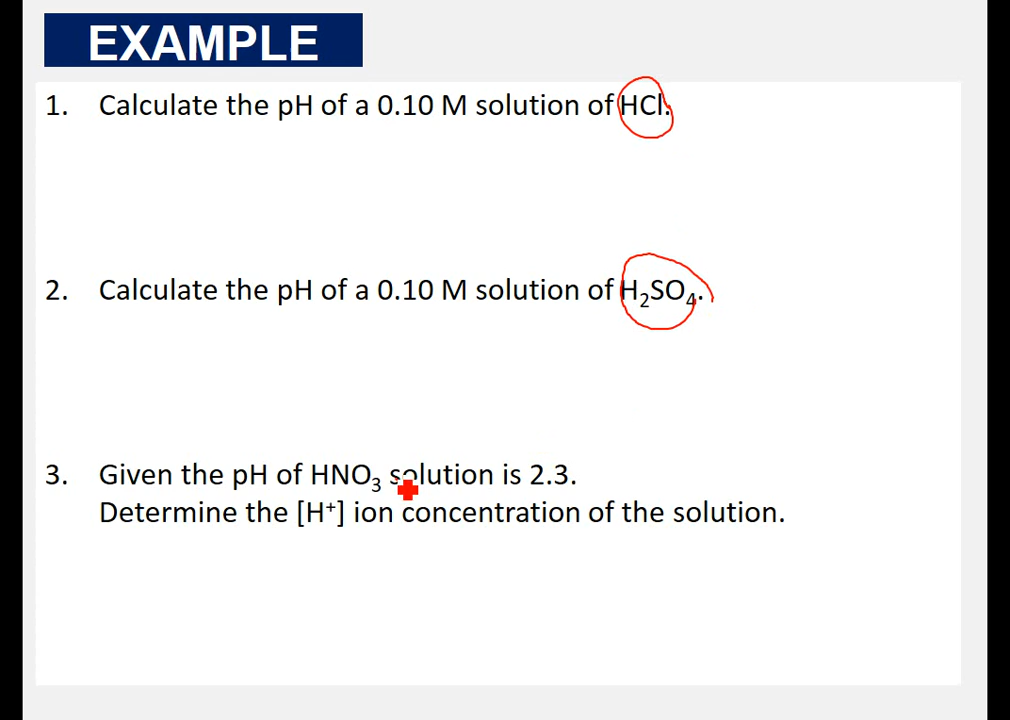 EXAMPLE
1. Calculate the pH of a 0.10 M solution of HCl.
2. Calculate the pH of a 0.10 M solution of H₂SO₄.
3. Given the pH of HNO₃ solution is 2.3.
Determine the [H⁺] ion concentration of the solution.